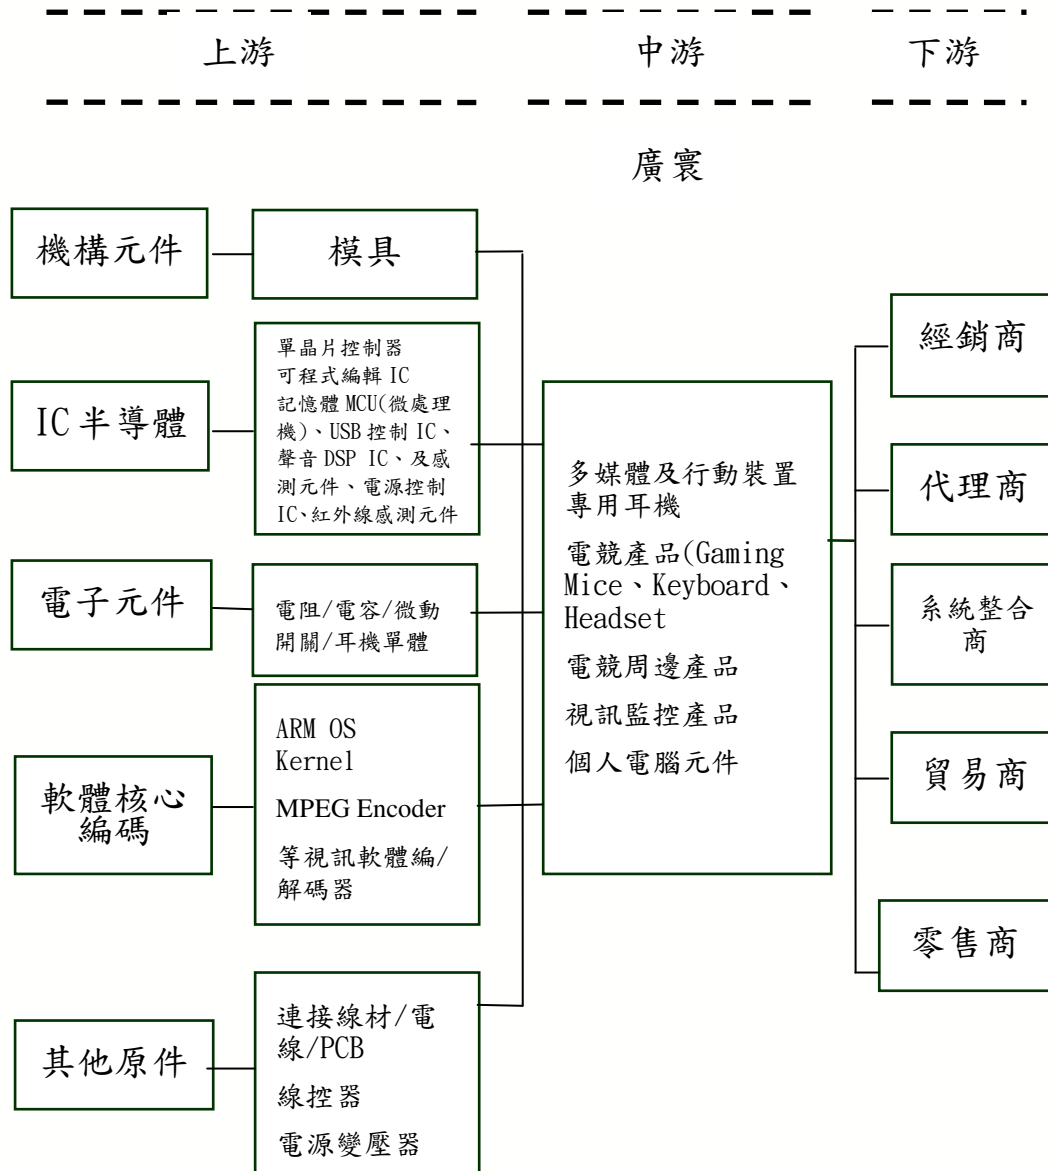 上游
中游
下游
廣寰
機構元件
模具
IC 半導體
單晶片控制器
可程式編輯 IC
記憶體 MCU(微處理
機)、USB 控制 IC、
聲音 DSP IC、及感
測元件、電源控制
IC、紅外線感測元件
電子元件
電阻/電容/微動
開關/耳機單體
軟體核心
編碼
ARM OS
Kernel
MPEG Encoder
等視訊軟體編/
解碼器
其他原件
連接線材/電
線/PCB
線控器
電源變壓器
多媒體及行動裝置
專用耳機
電競產品(Gaming
Mice、Keyboard、
Headset
電競周邊產品
視訊監控產品
個人電腦元件
經銷商
代理商
系統整合
商
貿易商
零售商